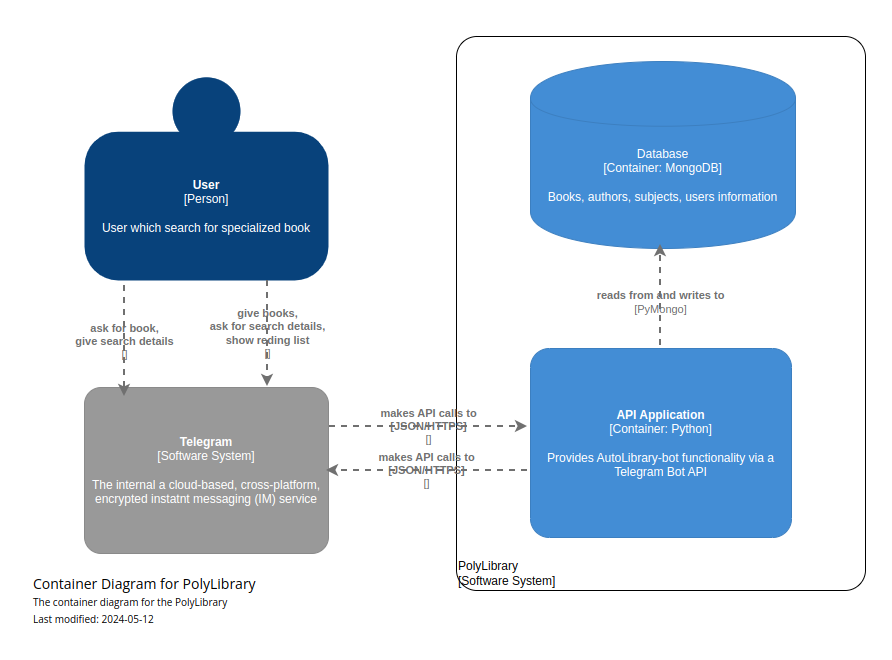 User
[Person]
User which search for specialized book
Database
[Container: MongoDB]
Books, authors, subjects, users information
ask for book,
give search details
[]
give books,
ask for search details,
show reding list
[]
reads from and writes to
[PyMongo]
Telegram
[Software System]
The internal a cloud-based, cross-platform,
encrypted instatnt messaging (IM) service
makes API calls to
[JSON/HTTPS]
[]
makes API calls to
[JSON/HTTPS]
[]
API Application
[Container: Python]
Provides AutoLibrary-bot functionality via a
Telegram Bot API
PolyLibrary
[Software System]
Container Diagram for PolyLibrary
The container diagram for the PolyLibrary
Last modified: 2024-05-12